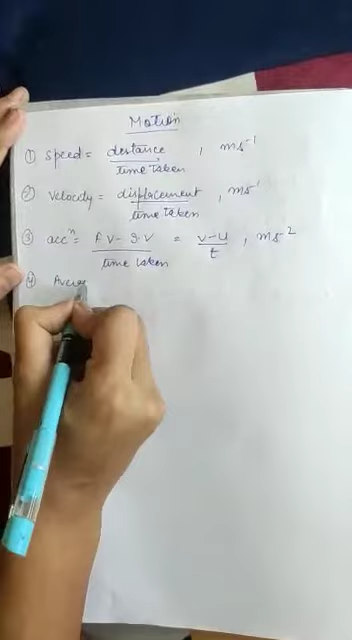 Motion
① Speed = distance / time taken , ms⁻¹
② Velocity = displacement / time taken , ms⁻¹
③ accⁿ = F.V - I.V / time taken = v-u / t , ms⁻²
④ Avera